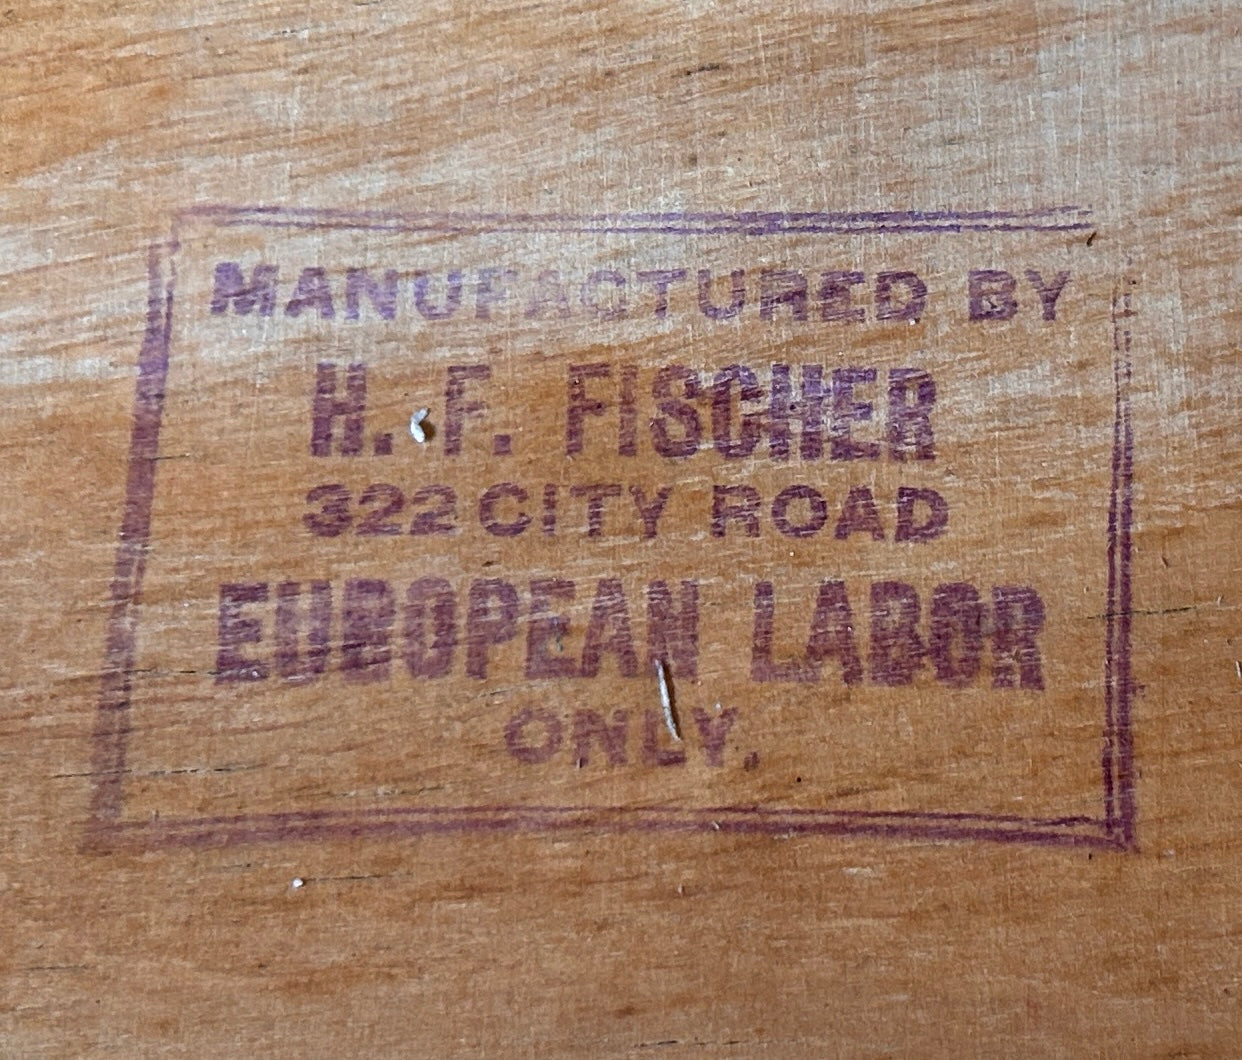 MANUFACTURED BY
H. F. FISCHER
322 CITY ROAD
EUROPEAN LABOR
ONLY.